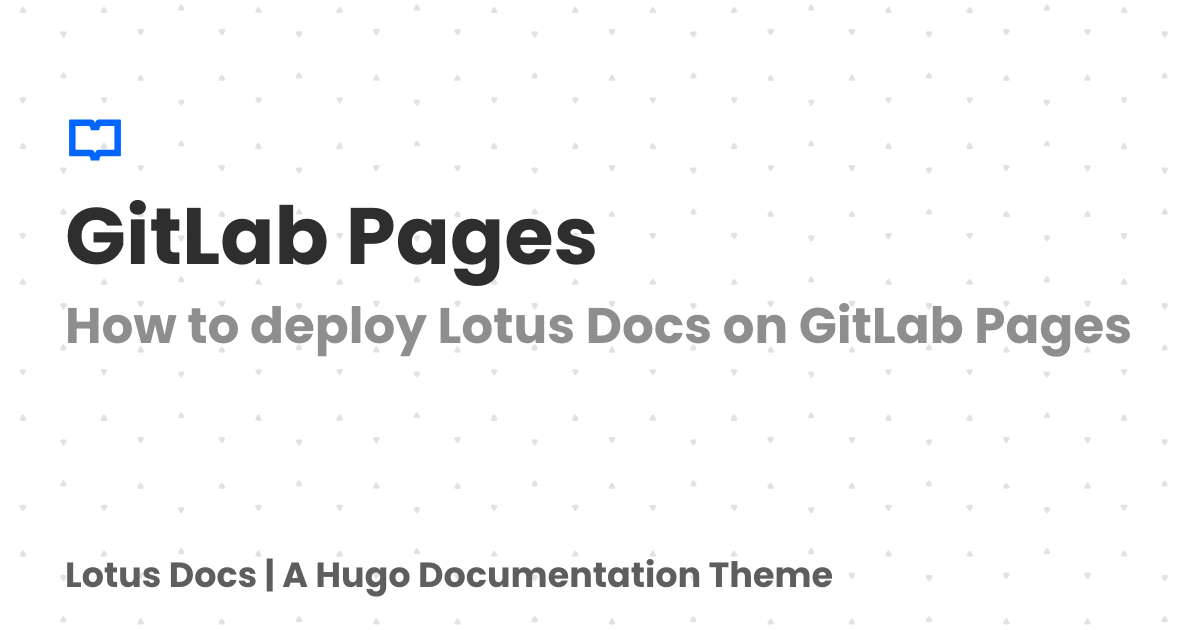 GitLab Pages
How to deploy Lotus Docs on GitLab Pages
Lotus Docs | A Hugo Documentation Theme